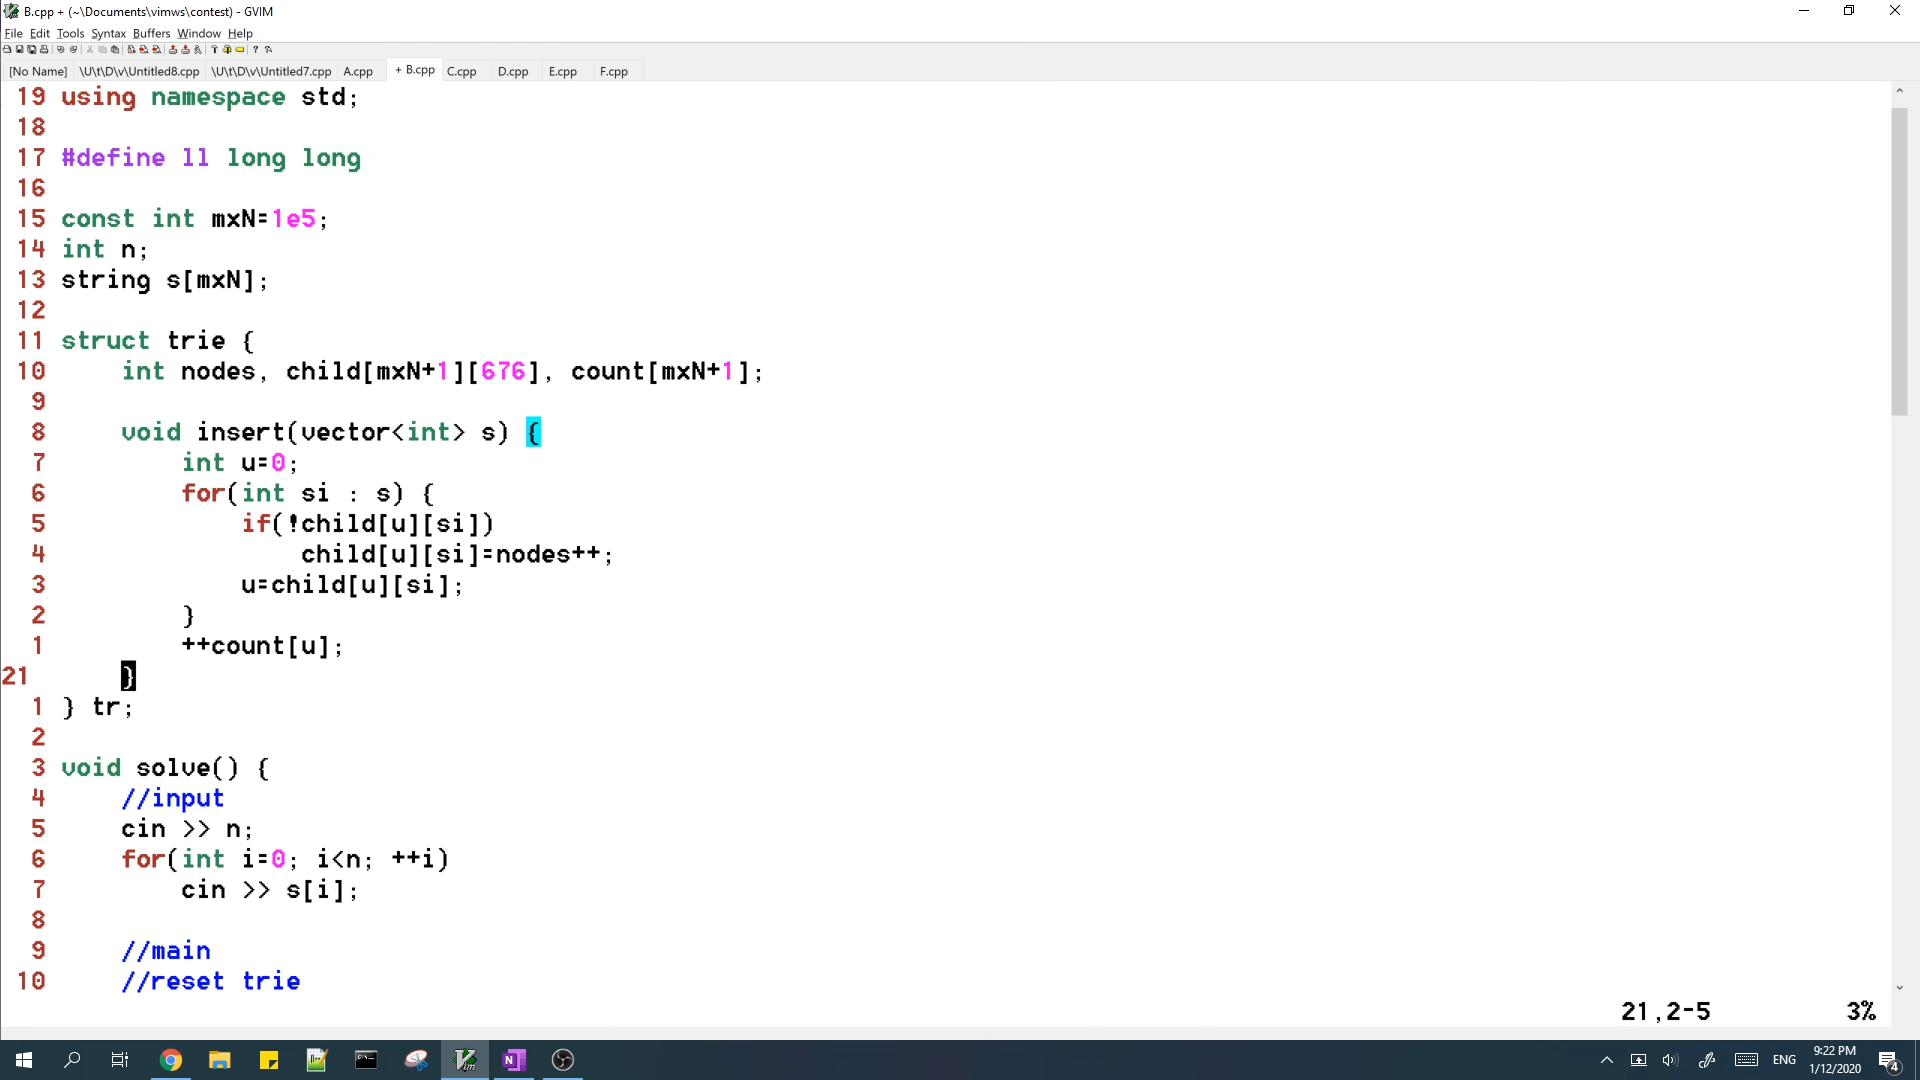 B.cpp + (~\Documents\vimws\contest) - GVIM
File Edit Tools Syntax Buffers Window Help
[No Name] \U\t\D\v\Untitled8.cpp \U\t\D\v\Untitled7.cpp A.cpp + B.cpp C.cpp D.cpp E.cpp F.cpp
19 using namespace std;
18
17 #define ll long long
16
15 const int mxN=1e5;
14 int n;
13 string s[mxN];
12
11 struct trie {
10 int nodes, child[mxN+1][676], count[mxN+1];
9
8 void insert(vector<int> s) {
7 int u=0;
6 for(int si : s) {
5 if(!child[u][si])
4 child[u][si]=nodes++;
3 u=child[u][si];
2 }
1 ++count[u];
21 }
1 } tr;
2
3 void solve() {
4 //input
5 cin >> n;
6 for(int i=0; i<n; ++i)
7 cin >> s[i];
8
9 //main
10 //reset trie
21,2-5 3%
ENG 9:22 PM
1/12/2020 4